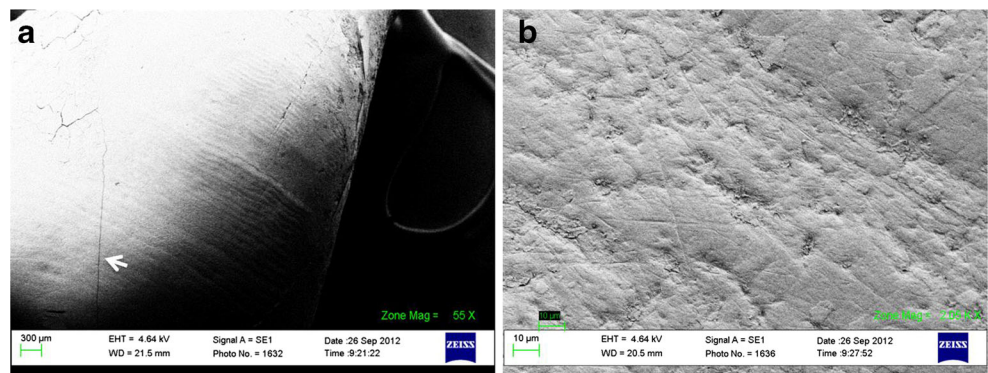 a
Zone Mag = 55 X
300 µm
EHT = 4.64 kV
WD = 21.5 mm
Signal A = SE1
Photo No. = 1632
Date :26 Sep 2012
Time :9:21:22
ZEISS
b
10 µm
10 µm
EHT = 4.64 kV
WD = 20.5 mm
Signal A = SE1
Photo No. = 1636
Date :26 Sep 2012
Time :9:27:52
ZEISS